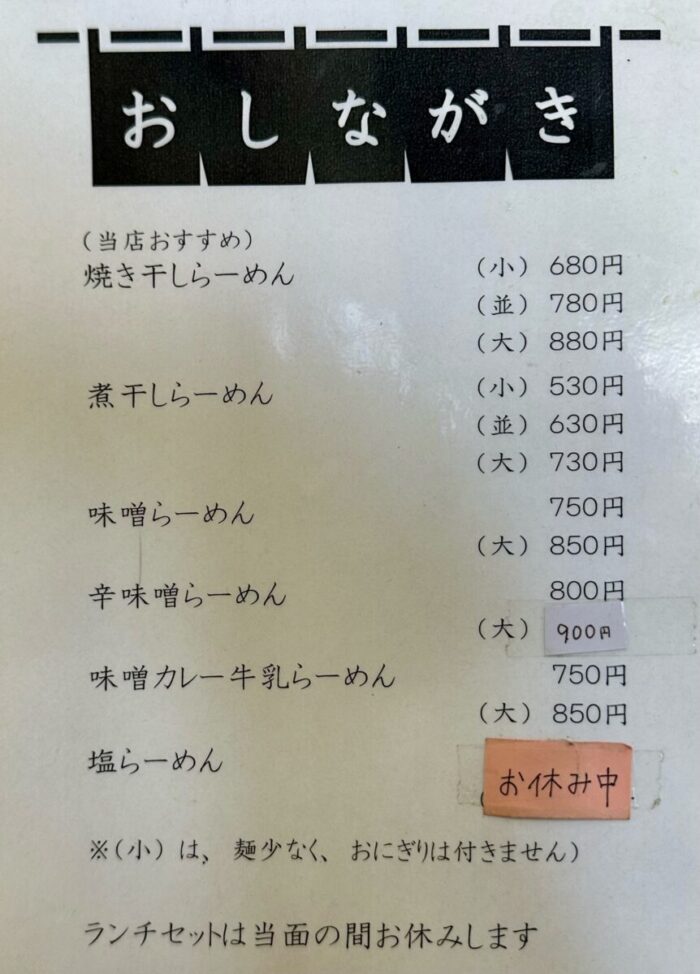 おしながき
(当店おすすめ)
焼き干しらーめん (小) 680円
(並) 780円
(大) 880円
煮干しらーめん (小) 530円
(並) 630円
(大) 730円
味噌らーめん 750円
(大) 850円
辛味噌らーめん 800円
(大) 900円
味噌カレー牛乳らーめん 750円
(大) 850円
塩らーめん お休み中
※(小) は、麺少なく、おにぎりは付きません)
ランチセットは当面の間お休みします